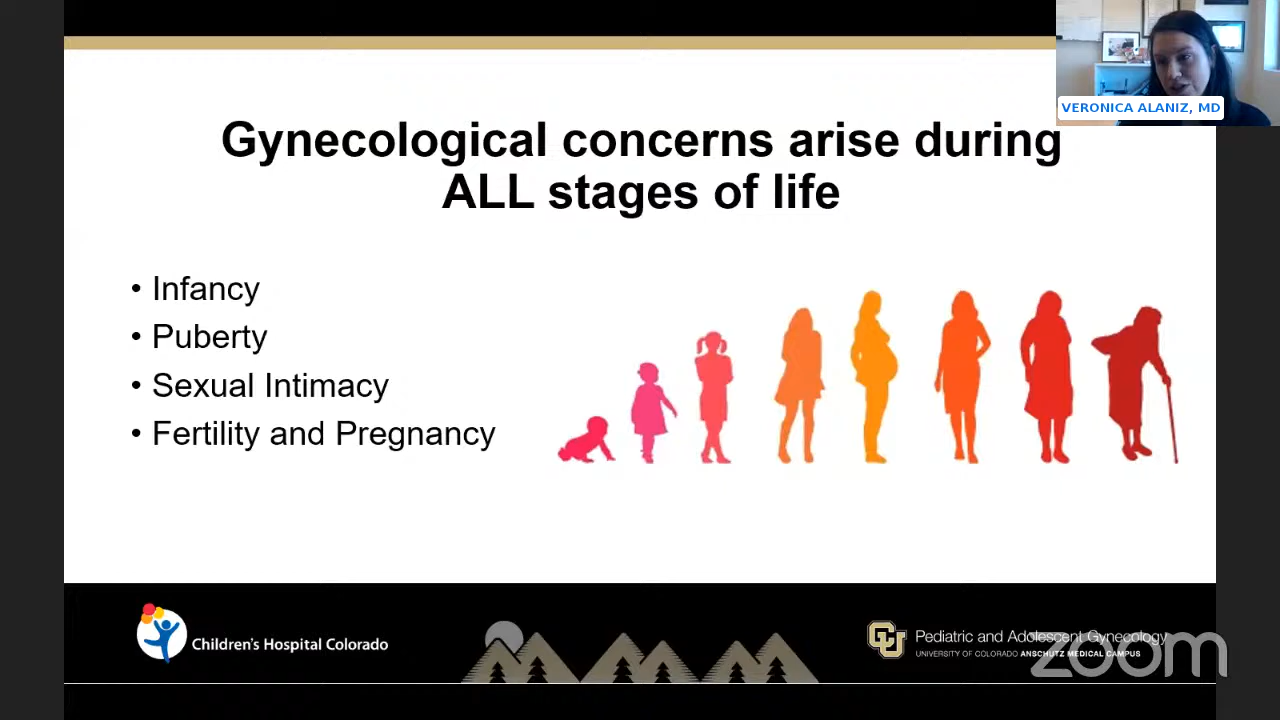 VERONICA ALANIZ, MD
Gynecological concerns arise during
ALL stages of life
• Infancy
• Puberty
• Sexual Intimacy
• Fertility and Pregnancy
Children's Hospital Colorado
CU
Pediatric and Adolescent Gynecology
UNIVERSITY OF COLORADO ANSCHUTZ MEDICAL CAMPUS
zoom